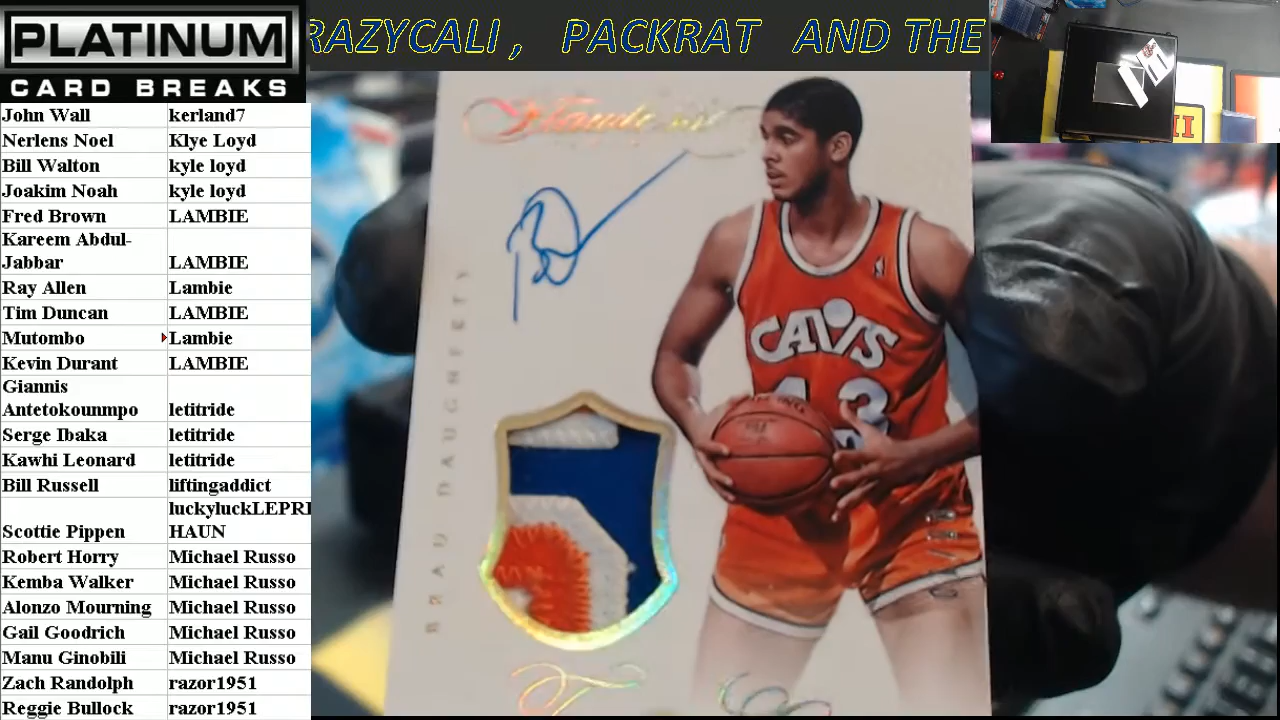 PLATINUM
CARD BREAKS
RAZYCALI , PACKRAT AND THE
John Wall kerland7
Nerlens Noel Klye Loyd
Bill Walton kyle loyd
Joakim Noah kyle loyd
Fred Brown LAMBIE
Kareem Abdul-
Jabbar LAMBIE
Ray Allen Lambie
Tim Duncan LAMBIE
Mutombo Lambie
Kevin Durant LAMBIE
Giannis
Antetokounmpo letitride
Serge Ibaka letitride
Kawhi Leonard letitride
Bill Russell liftingaddict
luckyluckLEPRI
Scottie Pippen HAUN
Robert Horry Michael Russo
Kemba Walker Michael Russo
Alonzo Mourning Michael Russo
Gail Goodrich Michael Russo
Manu Ginobili Michael Russo
Zach Randolph razor1951
Reggie Bullock razor1951
BRAD DAUGHERTY
CAVS
43